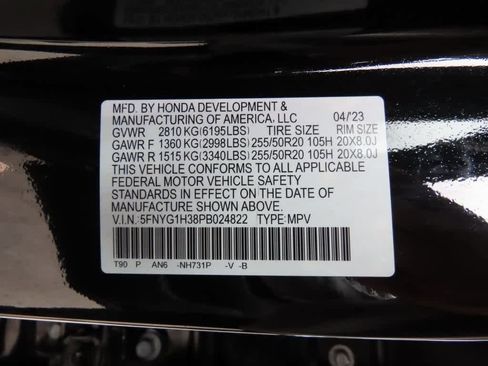 MFD. BY HONDA DEVELOPMENT &
MANUFACTURING OF AMERICA, LLC 04/'23
GVWR 2810 KG(6195LBS) TIRE SIZE RIM SIZE
GAWR F 1360 KG(2998LBS) 255/50R20 105H 20X8.0J
GAWR R 1515 KG(3340LBS) 255/50R20 105H 20X8.0J
THIS VEHICLE CONFORMS TO ALL APPLICABLE
FEDERAL MOTOR VEHICLE SAFETY
STANDARDS IN EFFECT ON THE DATE OF
MANUFACTURE SHOWN ABOVE.
V.I.N. :5FNYG1H38PB024822 TYPE:MPV
T90 P AN6 -NH731P -V -B